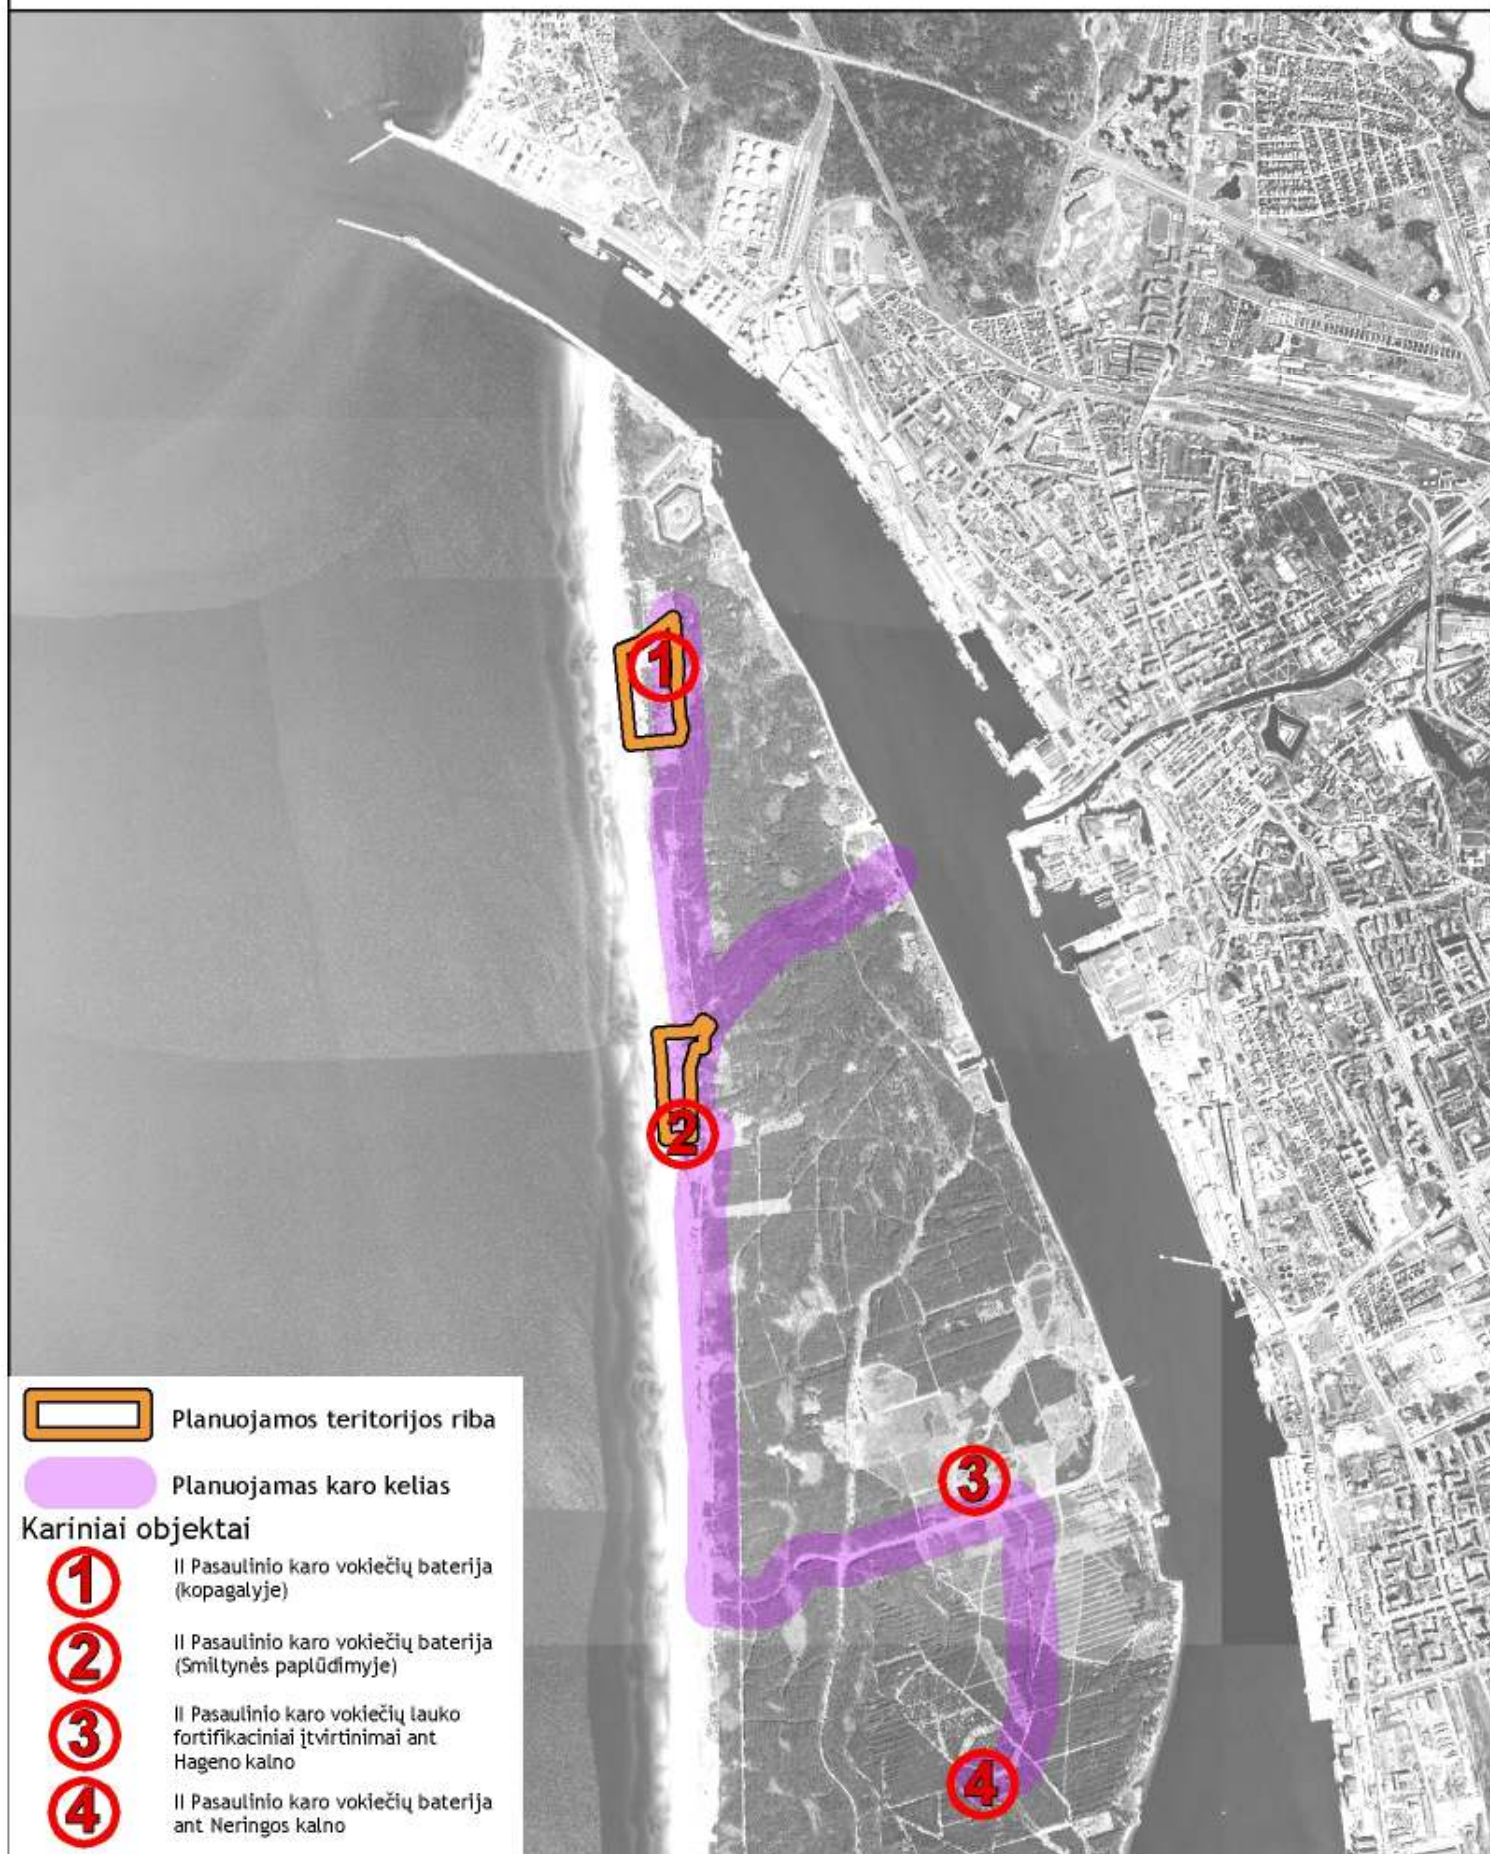 1
2
3
4
Planuojamos teritorijos riba
Planuojamas karo kelias
Kariniai objektai
1 II Pasaulinio karo vokiečių baterija
(kopagalyje)
2 II Pasaulinio karo vokiečių baterija
(Smiltynės paplūdimyje)
3 II Pasaulinio karo vokiečių lauko
fortifikaciniai įtvirtinimai ant
Hageno kalno
4 II Pasaulinio karo vokiečių baterija
ant Neringos kalno